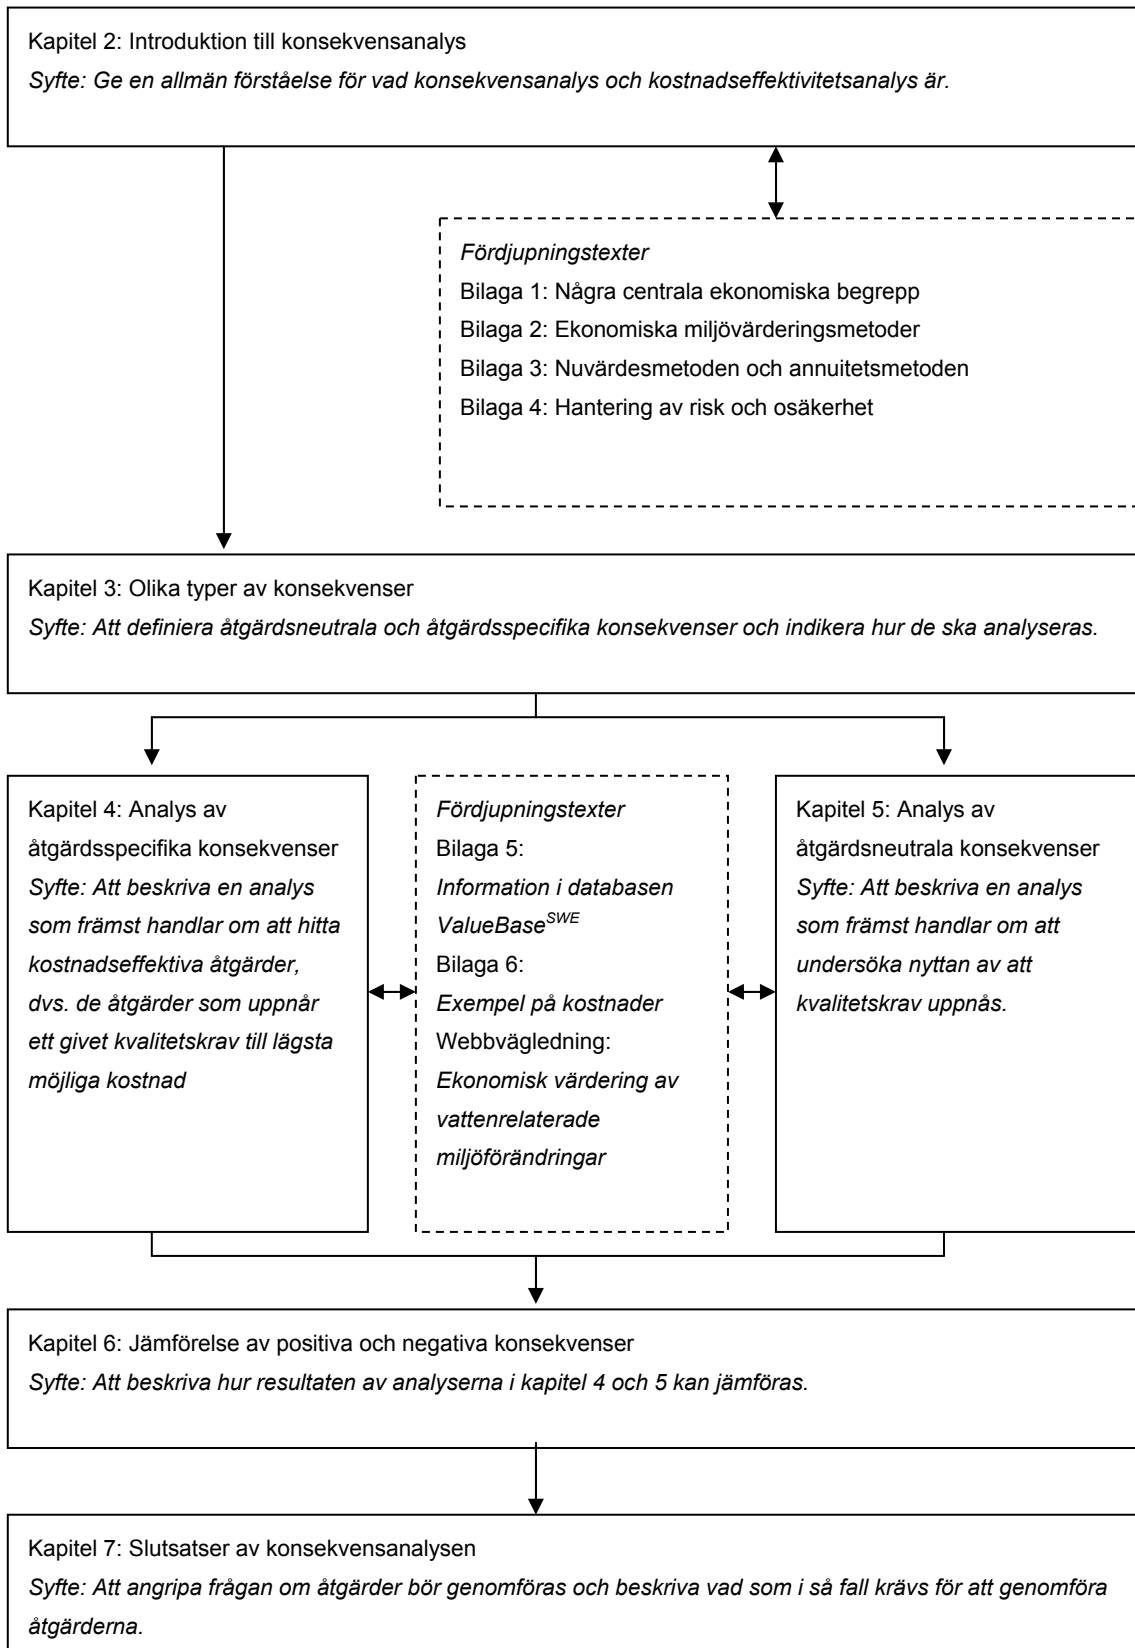 Kapitel 2: Introduktion till konsekvensanalys
Syfte: Ge en allmän förståelse för vad konsekvensanalys och kostnadseffektivitetsanalys är.
Fördjupningstexter
Bilaga 1: Några centrala ekonomiska begrepp
Bilaga 2: Ekonomiska miljövärderingsmetoder
Bilaga 3: Nuvärdesmetoden och annuitetsmetoden
Bilaga 4: Hantering av risk och osäkerhet
Kapitel 3: Olika typer av konsekvenser
Syfte: Att definiera åtgärdsneutrala och åtgärdsspecifika konsekvenser och indikera hur de ska analyseras.
Kapitel 4: Analys av
åtgärdsspecifika konsekvenser
Syfte: Att beskriva en analys
som främst handlar om att hitta
kostnadseffektiva åtgärder,
dvs. de åtgärder som uppnår
ett givet kvalitetskrav till lägsta
möjliga kostnad
Fördjupningstexter
Bilaga 5:
Information i databasen
ValueBaseSWE
Bilaga 6:
Exempel på kostnader
Webbvägledning:
Ekonomisk värdering av
vattenrelaterade
miljöförändringar
Kapitel 5: Analys av
åtgärdsneutrala konsekvenser
Syfte: Att beskriva en analys
som främst handlar om att
undersöka nyttan av att
kvalitetskrav uppnås.
Kapitel 6: Jämförelse av positiva och negativa konsekvenser
Syfte: Att beskriva hur resultaten av analyserna i kapitel 4 och 5 kan jämföras.
Kapitel 7: Slutsatser av konsekvensanalysen
Syfte: Att angripa frågan om åtgärder bör genomföras och beskriva vad som i så fall krävs för att genomföra
åtgärderna.